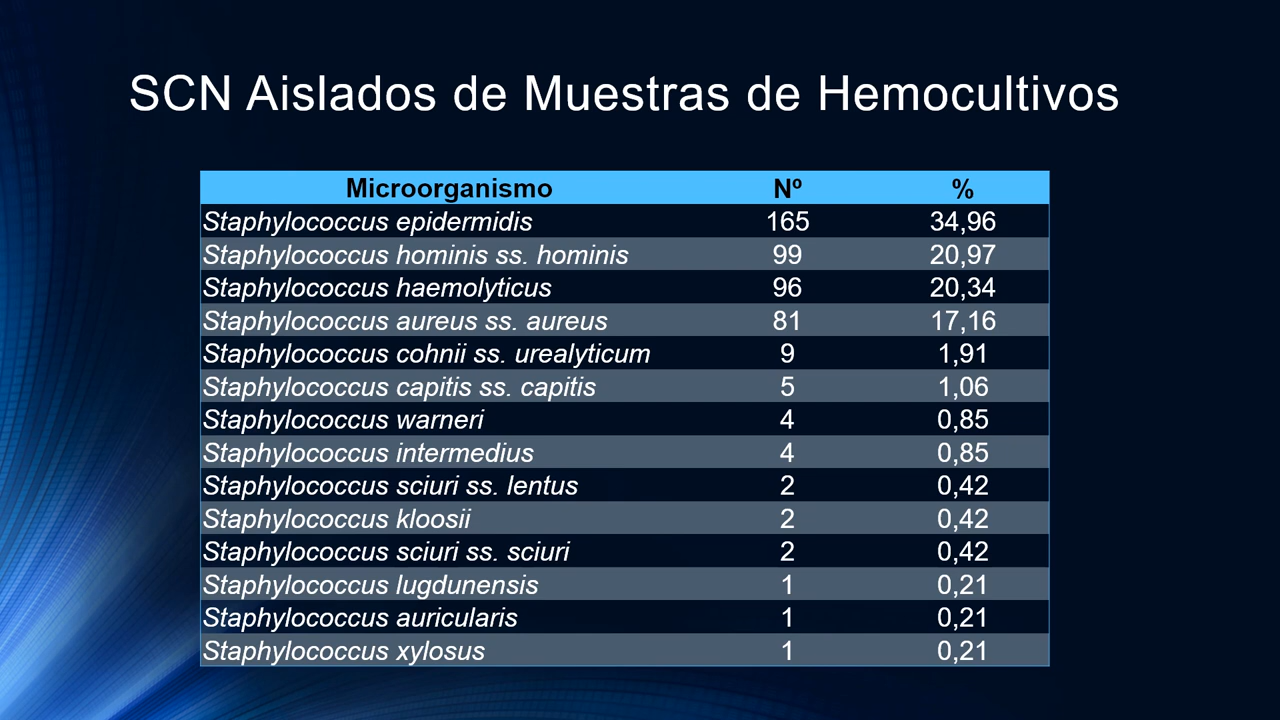 SCN Aislados de Muestras de Hemocultivos
Microorganismo Nº %
Staphylococcus epidermidis 165 34,96
Staphylococcus hominis ss. hominis 99 20,97
Staphylococcus haemolyticus 96 20,34
Staphylococcus aureus ss. aureus 81 17,16
Staphylococcus cohnii ss. urealyticum 9 1,91
Staphylococcus capitis ss. capitis 5 1,06
Staphylococcus warneri 4 0,85
Staphylococcus intermedius 4 0,85
Staphylococcus sciuri ss. lentus 2 0,42
Staphylococcus kloosii 2 0,42
Staphylococcus sciuri ss. sciuri 2 0,42
Staphylococcus lugdunensis 1 0,21
Staphylococcus auricularis 1 0,21
Staphylococcus xylosus 1 0,21